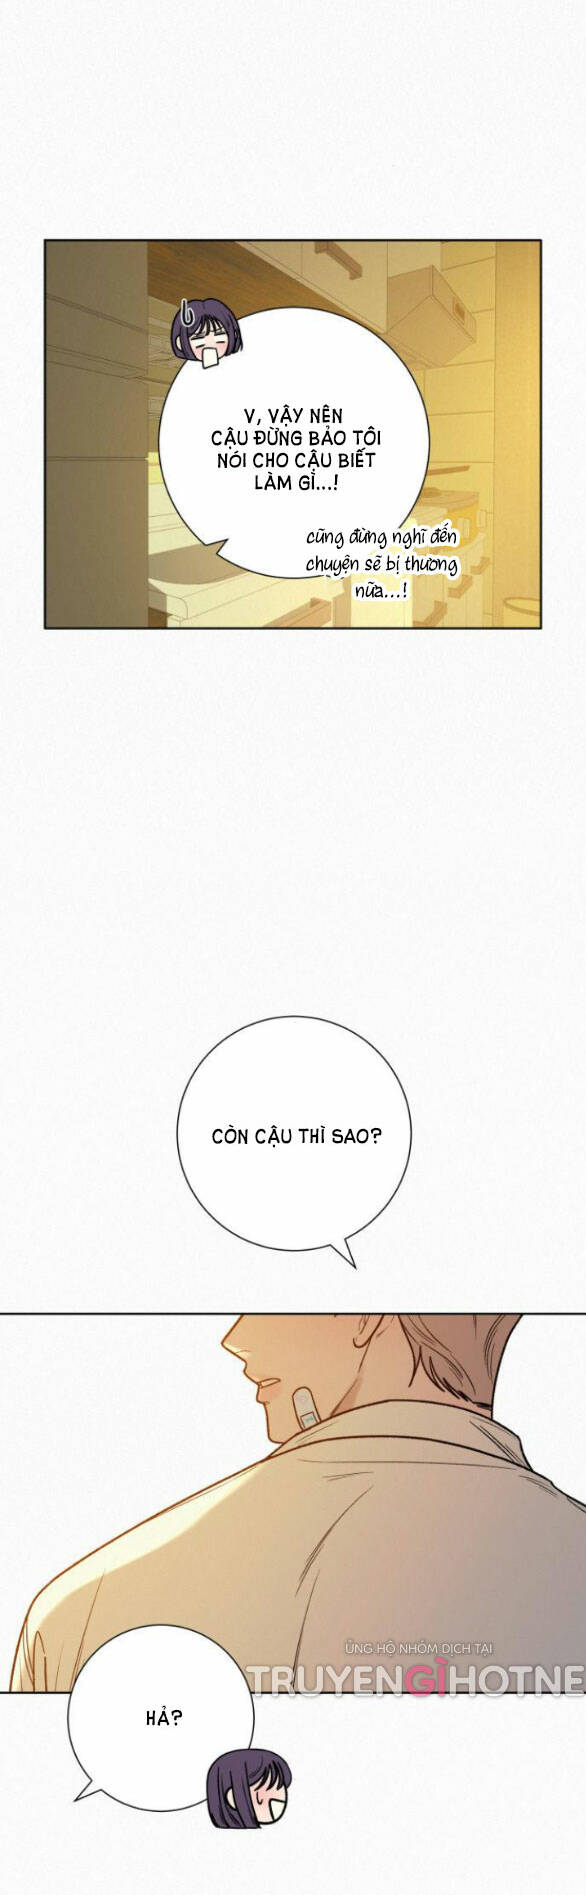 V, VẬY NÊN
CẬU ĐỪNG BẢO TÔI
NÓI CHO CẬU BIẾT
LÀM GÌ...!
cũng đừng nghĩ đến
chuyện sẽ bị thương
nữa...!
CÒN CẬU THÌ SAO?
ỦNG HỘ NHÓM DỊCH TẠI
TRUYENGIHOTNE
HẢ?